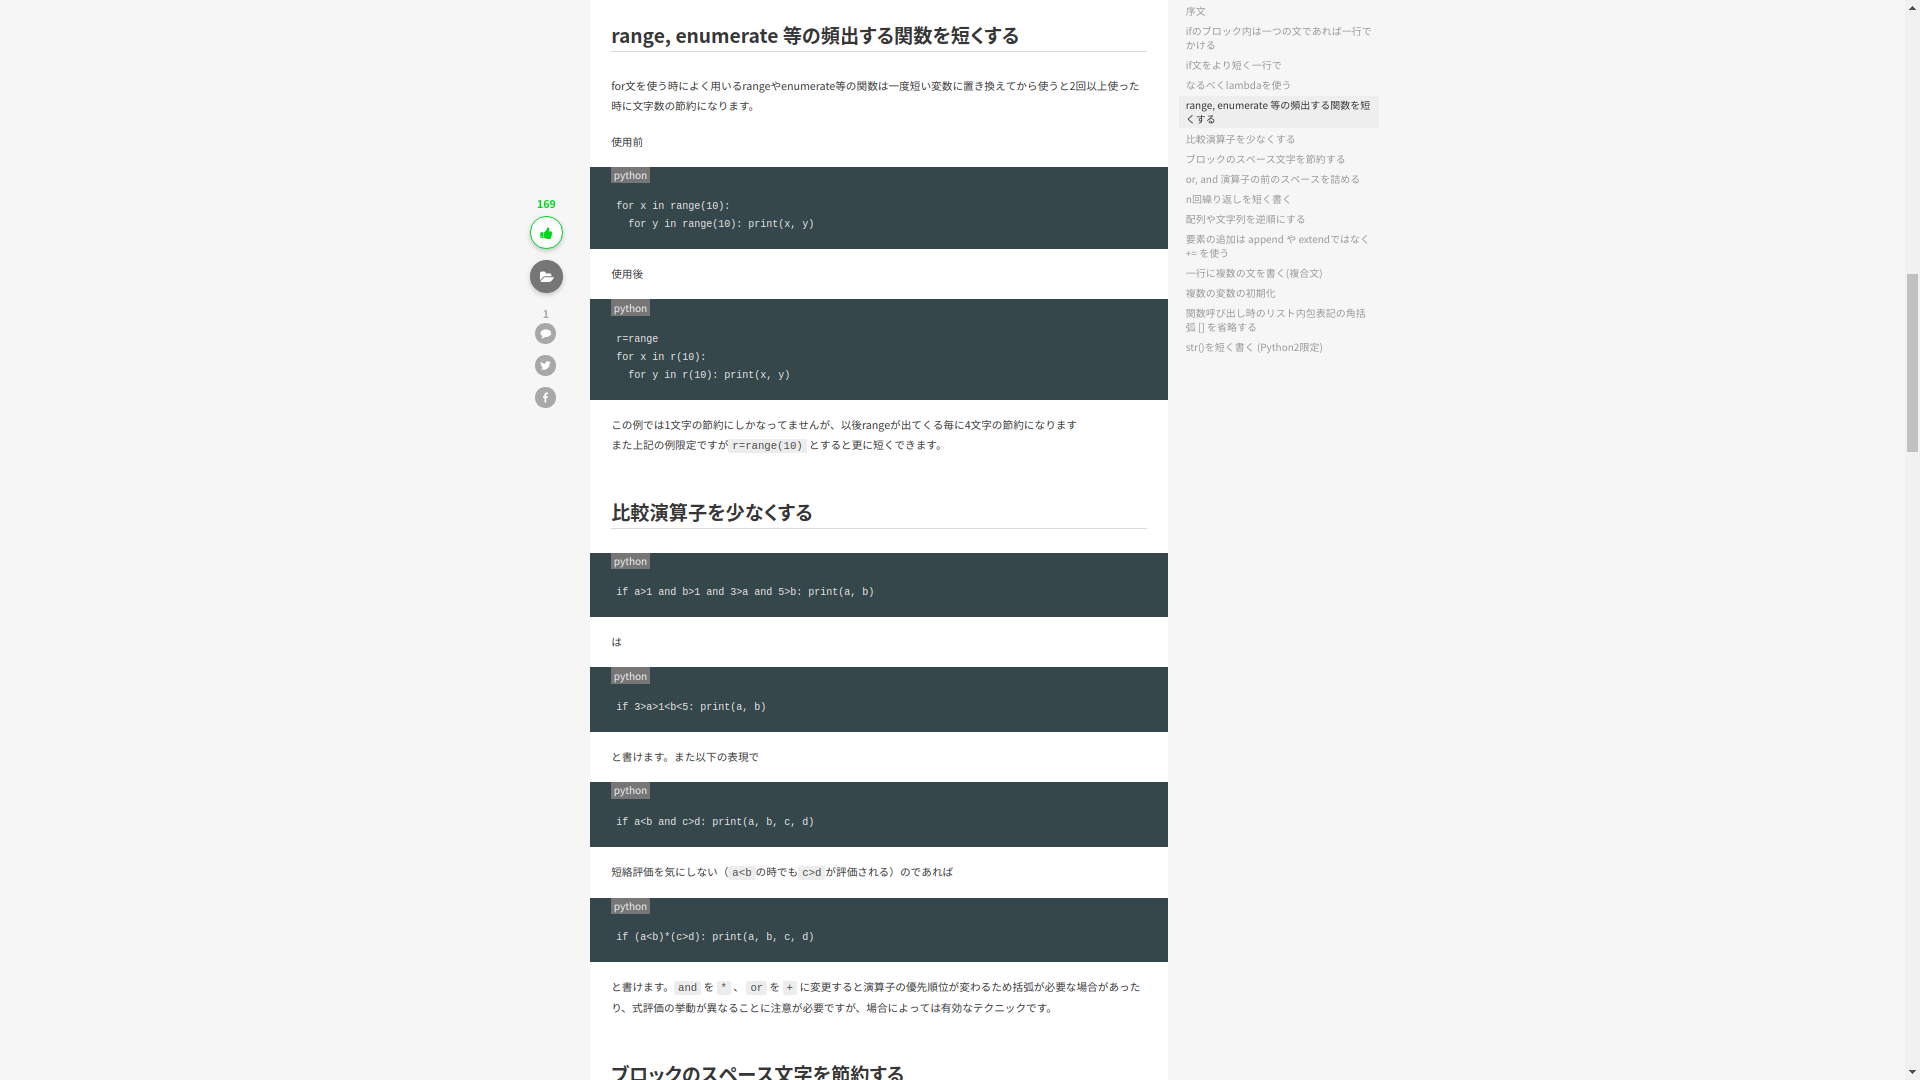 range, enumerate 等の頻出する関数を短くする
for文を使う時によく用いるrangeやenumerate等の関数は一度短い変数に置き換えてから使うと2回以上使った
時に文字数の節約になります。
使用前
python
for x in range(10):
  for y in range(10): print(x, y)
使用後
python
r=range
for x in r(10):
  for y in r(10): print(x, y)
この例では1文字の節約にしかなってませんが、以後rangeが出てくる毎に4文字の節約になります
また上記の例限定ですが r=range(10) とすると更に短くできます。
比較演算子を少なくする
python
if a>1 and b>1 and 3>a and 5>b: print(a, b)
は
python
if 3>a>1<b<5: print(a, b)
と書けます。また以下の表現で
python
if a<b and c>d: print(a, b, c, d)
短絡評価を気にしない（ a<b の時でも c>d が評価される）のであれば
python
if (a<b)*(c>d): print(a, b, c, d)
と書けます。 and を * 、 or を + に変更すると演算子の優先順位が変わるため括弧が必要な場合があった
り、式評価の挙動が異なることに注意が必要ですが、場合によっては有効なテクニックです。
ブロックのスペース文字を節約する
169
1
序文
ifのブロック内は一つの文であれば一行で
かける
if文をより短く一行で
なるべくlambdaを使う
range, enumerate 等の頻出する関数を短
くする
比較演算子を少なくする
ブロックのスペース文字を節約する
or, and 演算子の前のスペースを詰める
n回繰り返しを短く書く
配列や文字列を逆順にする
要素の追加は append や extendではなく
+= を使う
一行に複数の文を書く(複合文)
複数の変数の初期化
関数呼び出し時のリスト内包表記の角括
弧 [] を省略する
str()を短く書く (Python2限定)